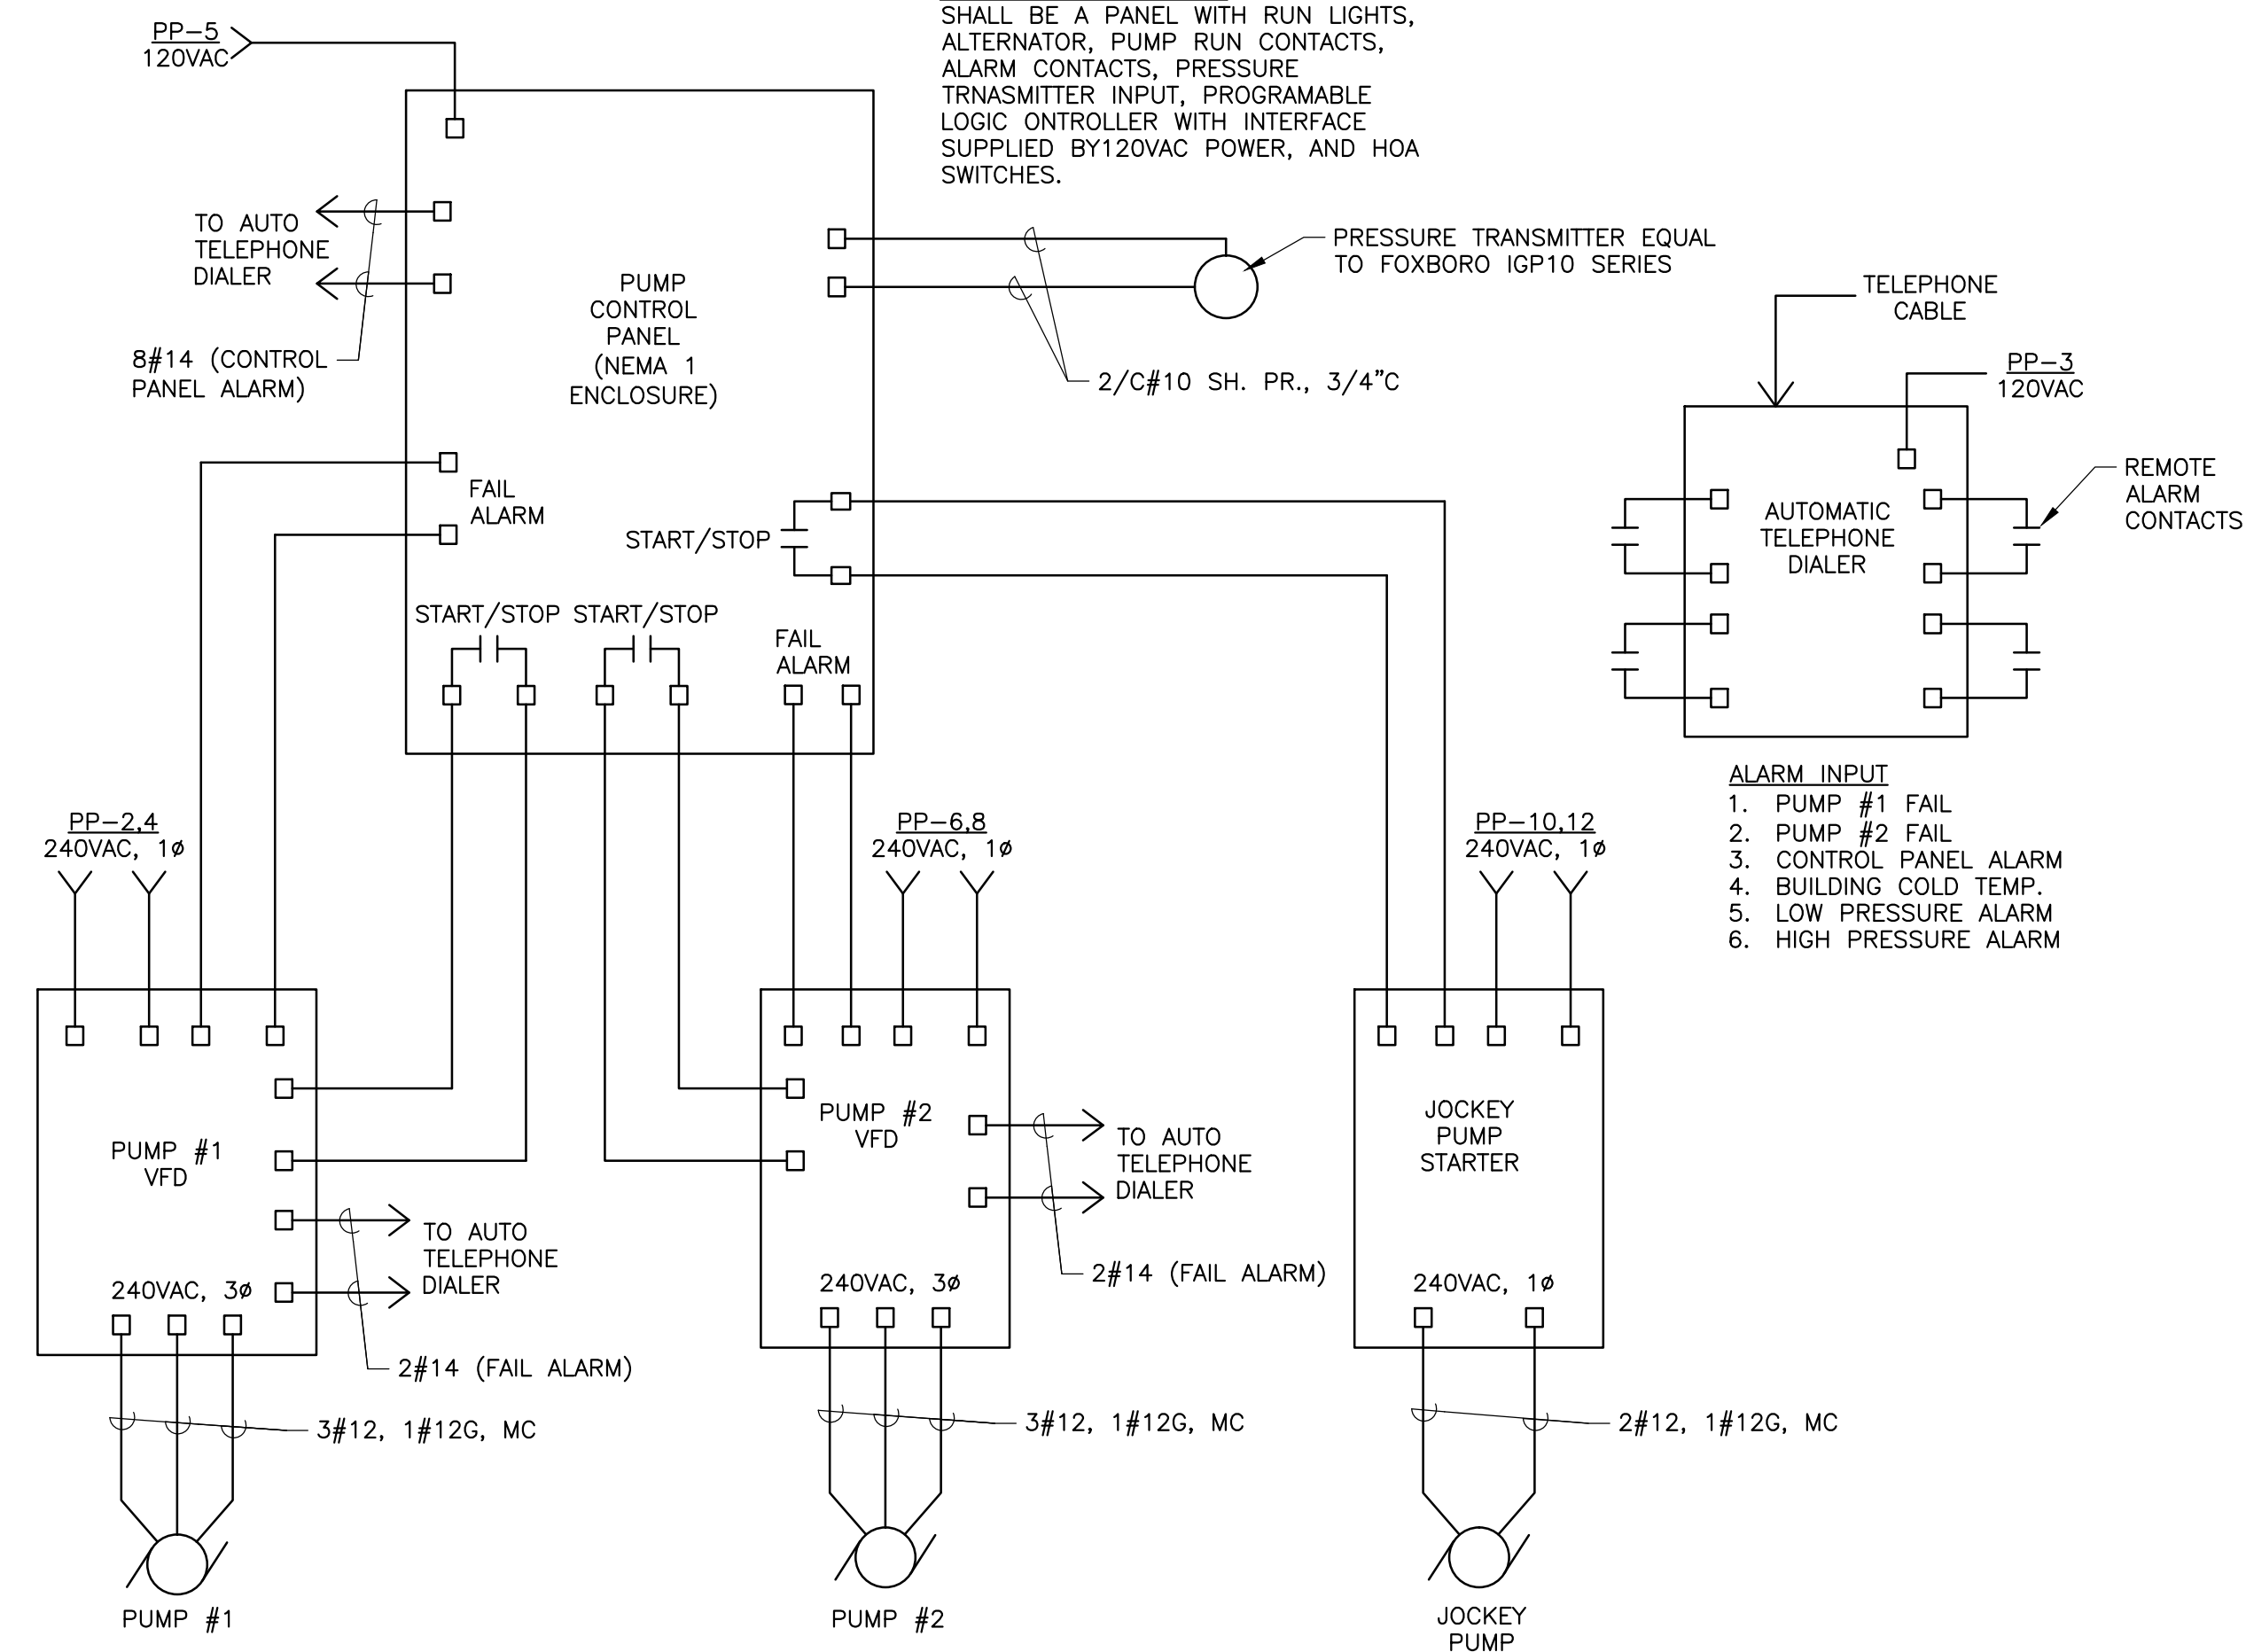 SHALL BE A PANEL WITH RUN LIGHTS,
ALTERNATOR, PUMP RUN CONTACTS,
ALARM CONTACTS, PRESSURE
TRNASMITTER INPUT, PROGRAMABLE
LOGIC ONTROLLER WITH INTERFACE
SUPPLIED BY120VAC POWER, AND HOA
SWITCHES.
PP-5
120VAC
TO AUTO
TELEPHONE
DIALER
8#14 (CONTROL
PANEL ALARM)
PUMP
CONTROL
PANEL
(NEMA 1
ENCLOSURE)
PRESSURE TRANSMITTER EQUAL
TO FOXBORO IGP10 SERIES
2/C#10 SH. PR., 3/4"C
TELEPHONE
CABLE
PP-3
120VAC
REMOTE
ALARM
CONTACTS
AUTOMATIC
TELEPHONE
DIALER
FAIL
ALARM
START/STOP
START/STOP START/STOP
FAIL
ALARM
ALARM INPUT
1. PUMP #1 FAIL
2. PUMP #2 FAIL
3. CONTROL PANEL ALARM
4. BUILDING COLD TEMP.
5. LOW PRESSURE ALARM
6. HIGH PRESSURE ALARM
PP-2,4
240VAC, 1ø
PP-6,8
240VAC, 1ø
PP-10,12
240VAC, 1ø
PUMP #1
VFD
TO AUTO
TELEPHONE
DIALER
240VAC, 3ø
2#14 (FAIL ALARM)
3#12, 1#12G, MC
PUMP #1
PUMP #2
VFD
TO AUTO
TELEPHONE
DIALER
2#14 (FAIL ALARM)
240VAC, 3ø
3#12, 1#12G, MC
PUMP #2
JOCKEY
PUMP
STARTER
240VAC, 1ø
2#12, 1#12G, MC
JOCKEY
PUMP